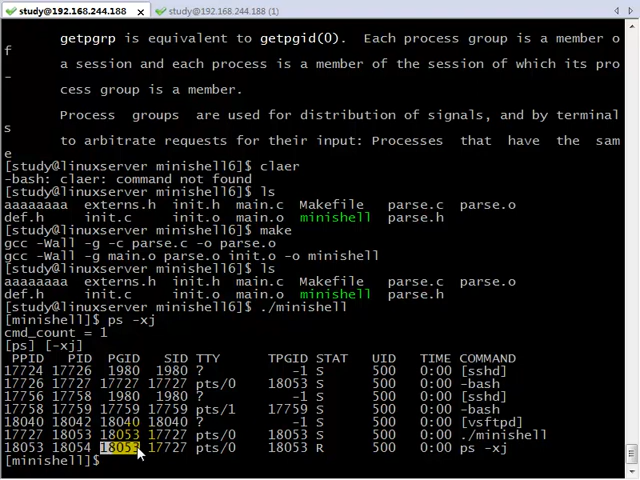 study@192.168.244.188 study@192.168.244.188 (1)
getpgrp is equivalent to getpgid(0).  Each process group is a member o
f
a session and each process is a member of the session of which its pro
-
cess group is a member.
Process  groups  are used for distribution of signals, and by terminal
s
to arbitrate requests for their input: Processes  that  have  the  sam
e
[study@linuxserver minishell6]$ claer
-bash: claer: command not found
[study@linuxserver minishell6]$ ls
aaaaaaaa  externs.h  init.h  main.c  Makefile   parse.c  parse.o
def.h     init.c     init.o  main.o  minishell  parse.h
[study@linuxserver minishell6]$ make
gcc -Wall -g -c parse.c -o parse.o
gcc -Wall -g main.o parse.o init.o -o minishell
[study@linuxserver minishell6]$ ls
aaaaaaaa  externs.h  init.h  main.c  Makefile   parse.c  parse.o
def.h     init.c     init.o  main.o  minishell  parse.h
[study@linuxserver minishell6]$ ./minishell
[minishell]$ ps -xj
cmd_count = 1
[ps] [-xj]
PPID   PID  PGID   SID TTY      TPGID STAT   UID   TIME COMMAND
17724 17726  1980  1980 ?           -1 S      500   0:00 [sshd]
17726 17727 17727 17727 pts/0    18053 S      500   0:00 -bash
17756 17758  1980  1980 ?           -1 S      500   0:00 [sshd]
17758 17759 17759 17759 pts/1    17759 S      500   0:00 -bash
18040 18042 18040 18040 ?           -1 S      500   0:00 [vsftpd]
17727 18053 18053 17727 pts/0    18053 S      500   0:00 ./minishell
18053 18054 18053 17727 pts/0    18053 R      500   0:00 ps -xj
[minishell]$